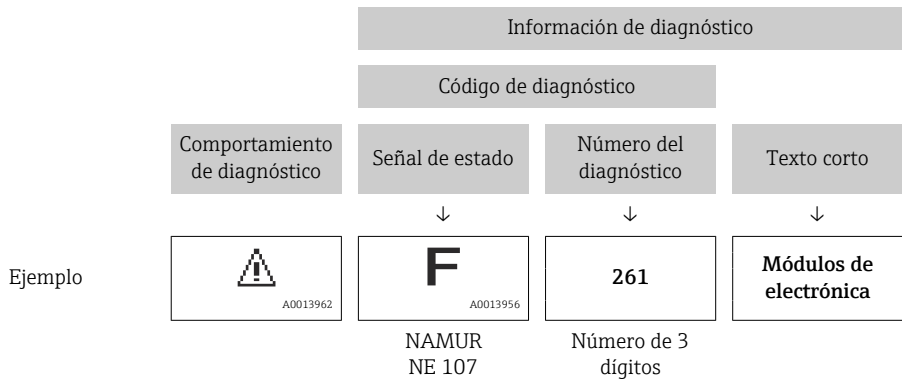 Información de diagnóstico
Código de diagnóstico
Comportamiento
de diagnóstico
Señal de estado
Número del
diagnóstico
Texto corto
↓
↓
↓
Ejemplo
A0013962
F
A0013956
261
Módulos de
electrónica
NAMUR
NE 107
Número de 3
dígitos